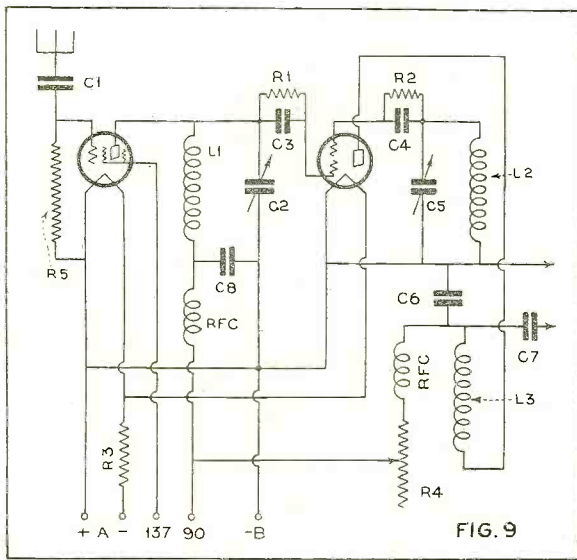 C1
R1
R2
C3
C4
L1
L2
C2
C5
R5
C8
C6
RFC
C7
RFC
L3
R3
R4
+ A - 137 90 -B
FIG. 9